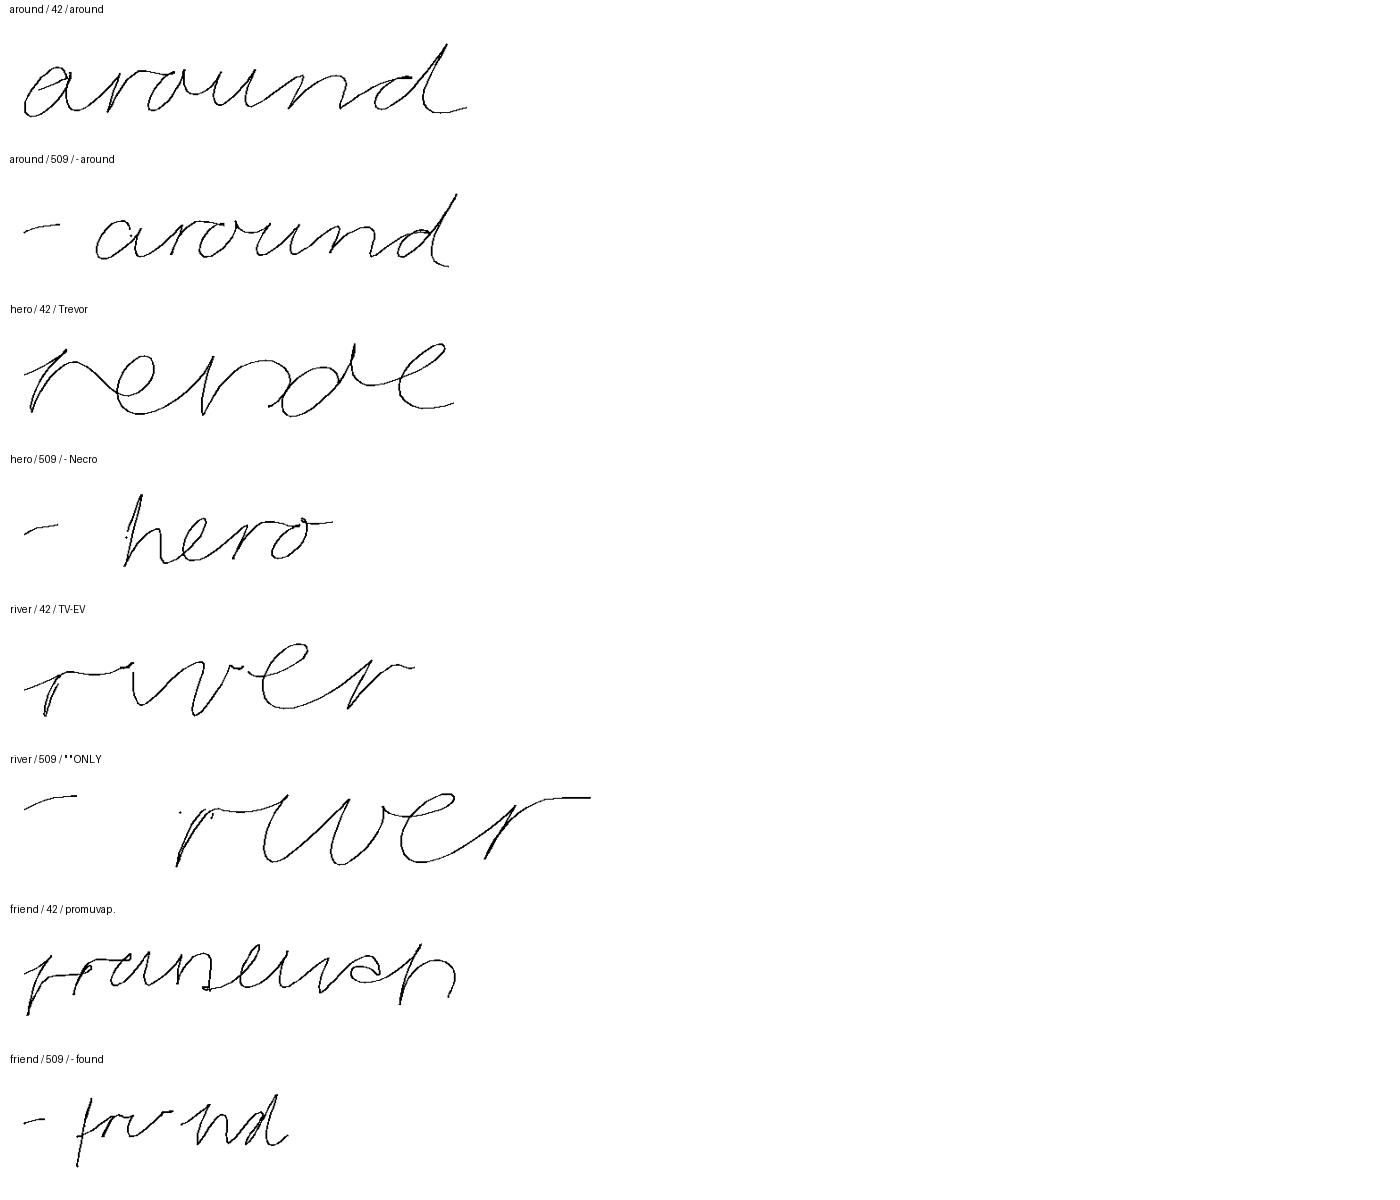 around / 42 / around
around
around / 509 / - around
- around
hero / 42 / Trevor
hero / 509 / - Necro
- hero
river / 42 / TV-EV
river
river / 509 / ""ONLY
- river
friend / 42 / promuvap.
friend / 509 / - found